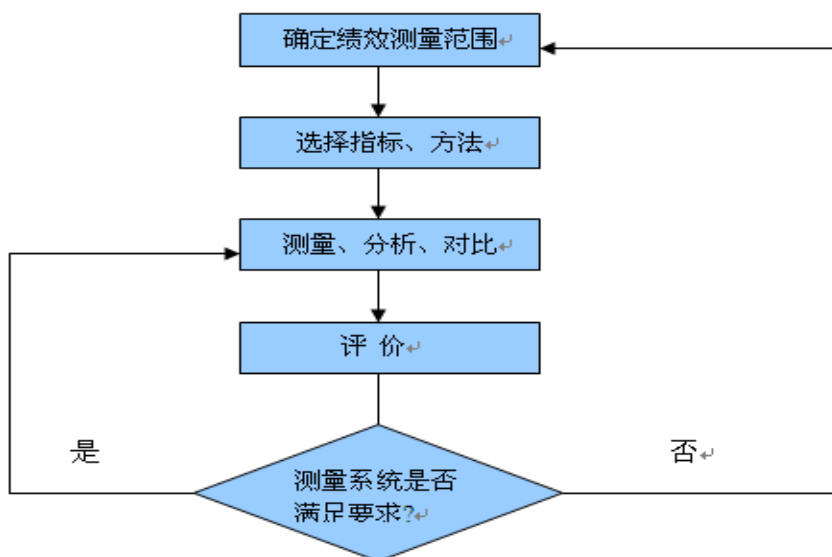 确定绩效测量范围
选择指标、方法
测量、分析、对比
评 价
是
否
测量系统是否
满足要求?